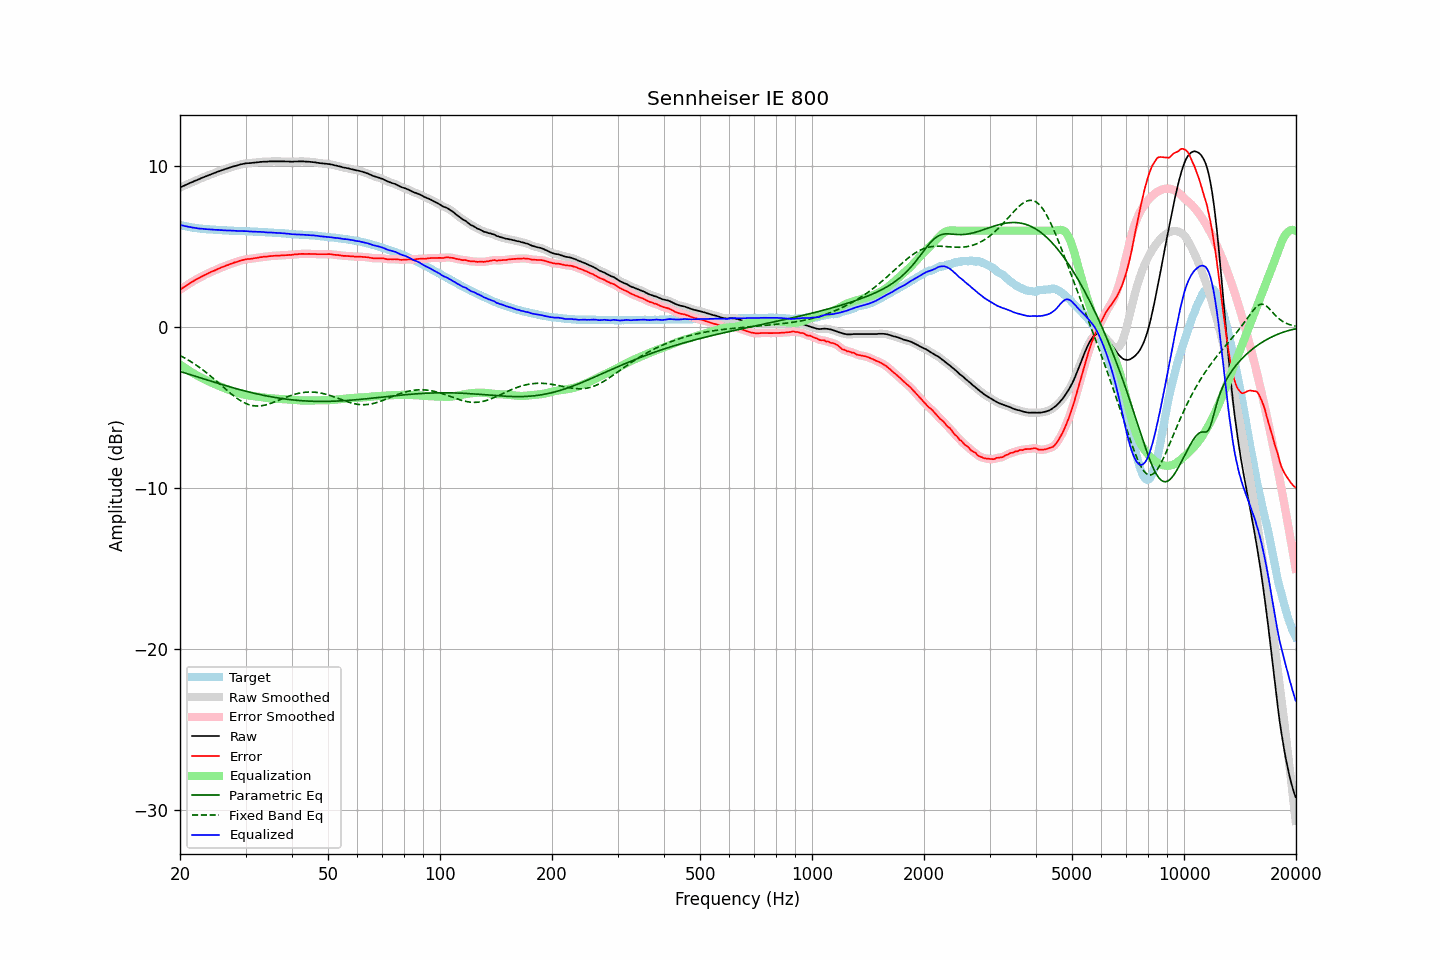 Sennheiser IE 800
Amplitude (dBr)
10
0
−10
−20
−30
Target
Raw Smoothed
Error Smoothed
Raw
Error
Equalization
Parametric Eq
Fixed Band Eq
Equalized
20 50 100 200 500 1000 2000 5000 10000 20000
Frequency (Hz)